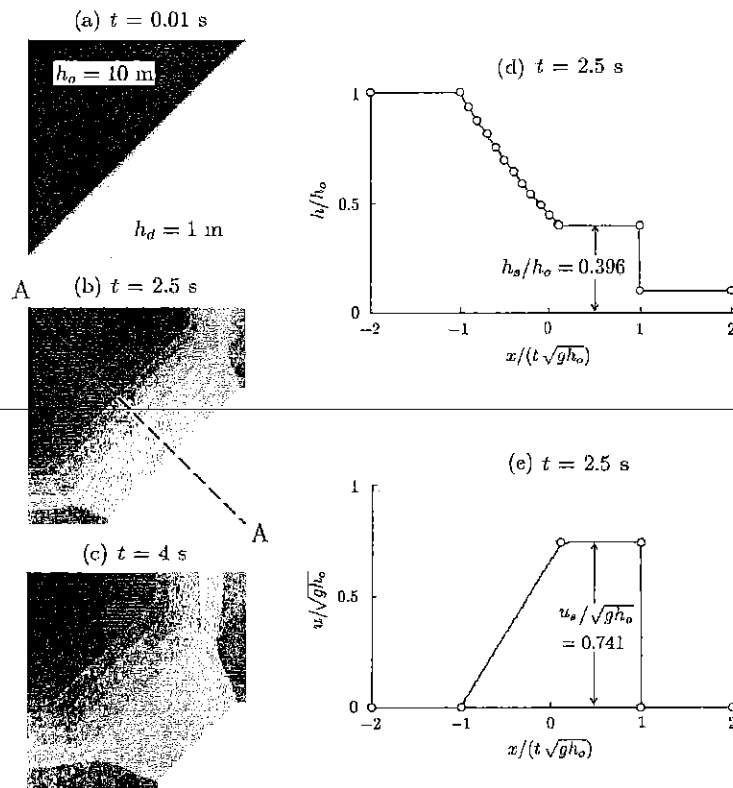 (a) t = 0.01 s
h_o = 10 m
h_d = 1 m
A
(b) t = 2.5 s
A
(c) t = 4 s
(d) t = 2.5 s
1
h/h_o
0.5
h_s/h_o = 0.396
0
−2
−1
0
1
2
x/(t √gh_o)
(e) t = 2.5 s
1
u/√gh_o
0.5
u_s/√gh_o
= 0.741
0
−2
−1
0
1
2
x/(t √gh_o)